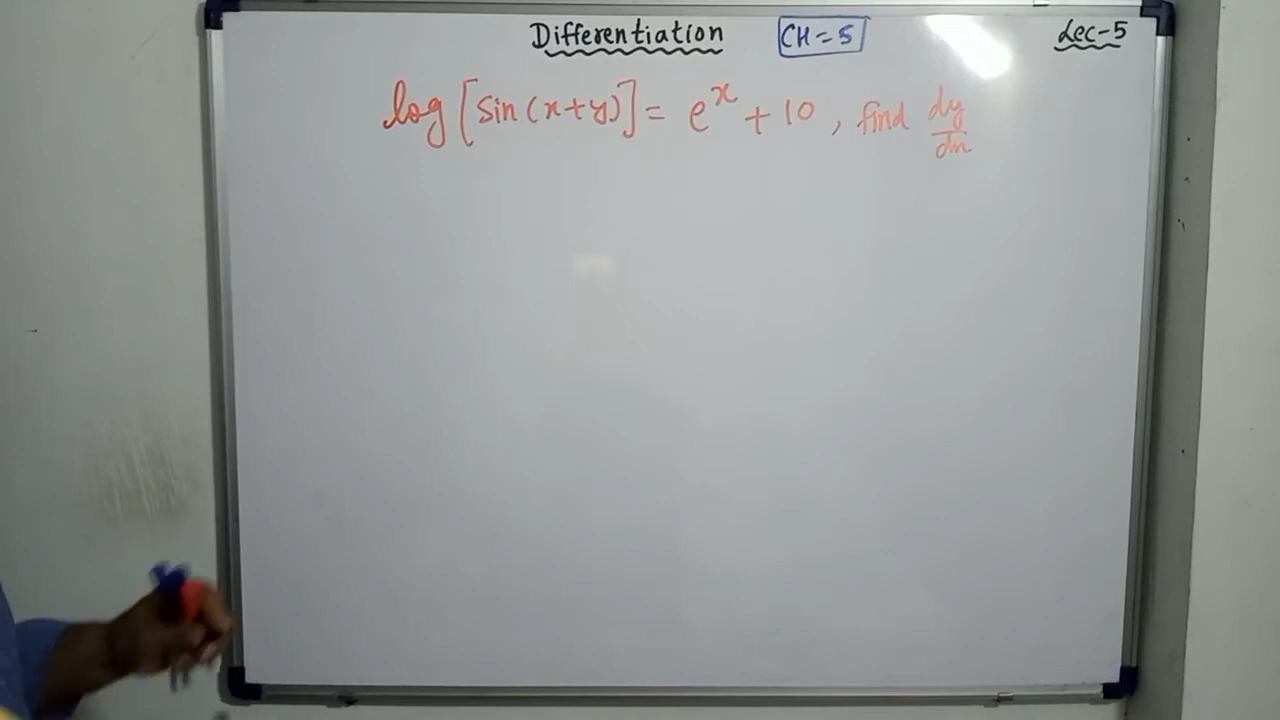 Differentiation CH=5 Lec-5
log[sin(x+y)] = e^x + 10, find dy/dx